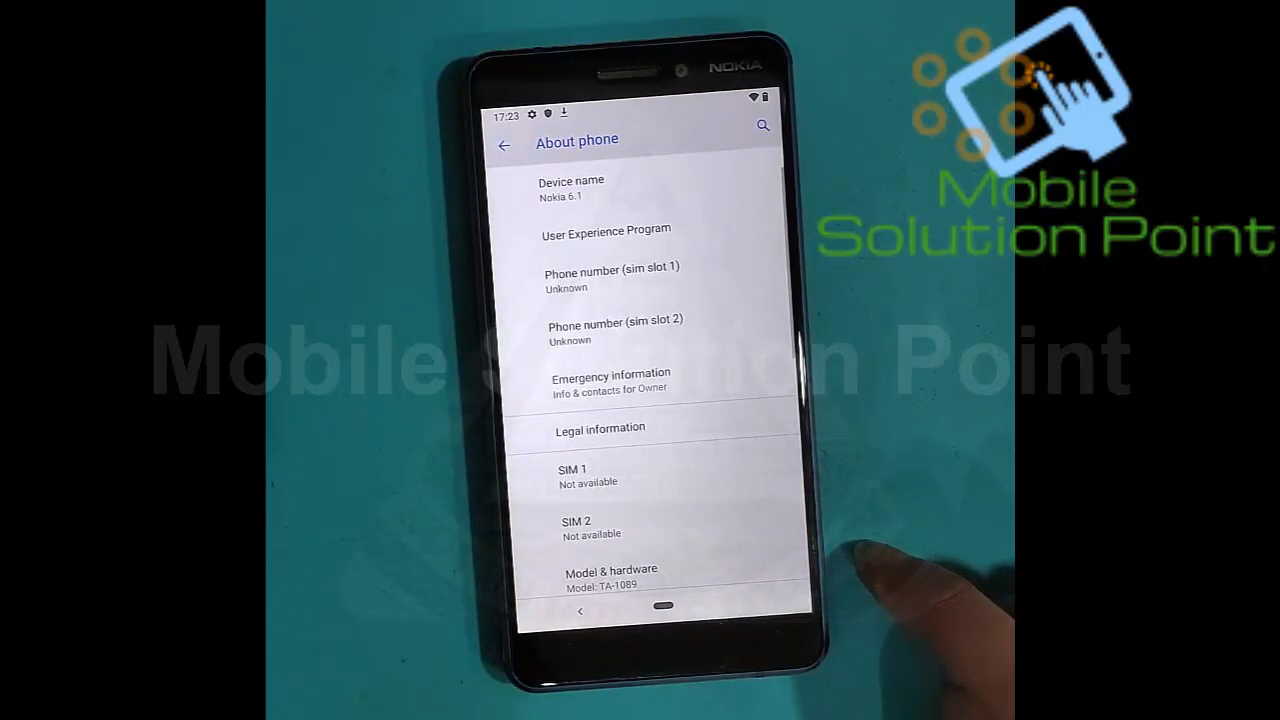 NOKIA
17:23
About phone
Device name
Nokia 6.1
User Experience Program
Phone number (sim slot 1)
Unknown
Phone number (sim slot 2)
Unknown
Emergency information
Info & contacts for Owner
Legal information
SIM 1
Not available
SIM 2
Not available
Model & hardware
Model: TA-1089
Mobile
Solution Point
Mobile Solution Point